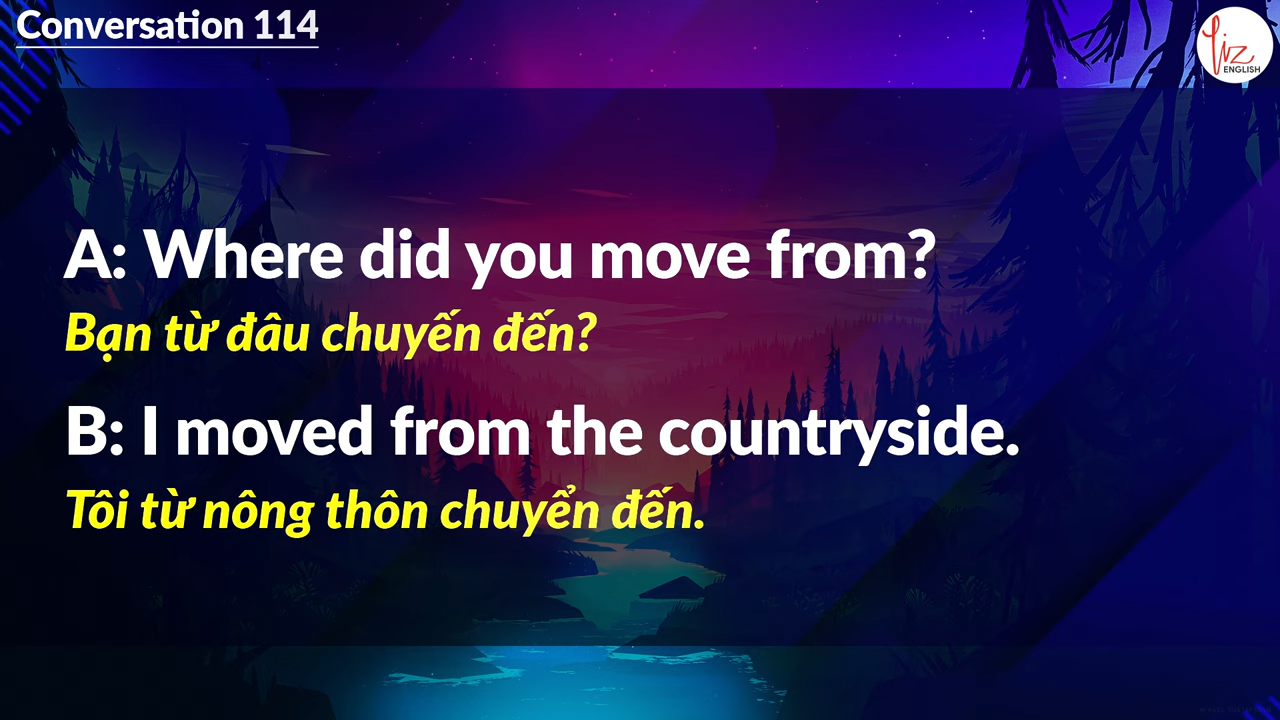 Conversation 114
Liz
ENGLISH
A: Where did you move from?
Bạn từ đâu chuyến đến?
B: I moved from the countryside.
Tôi từ nông thôn chuyển đến.